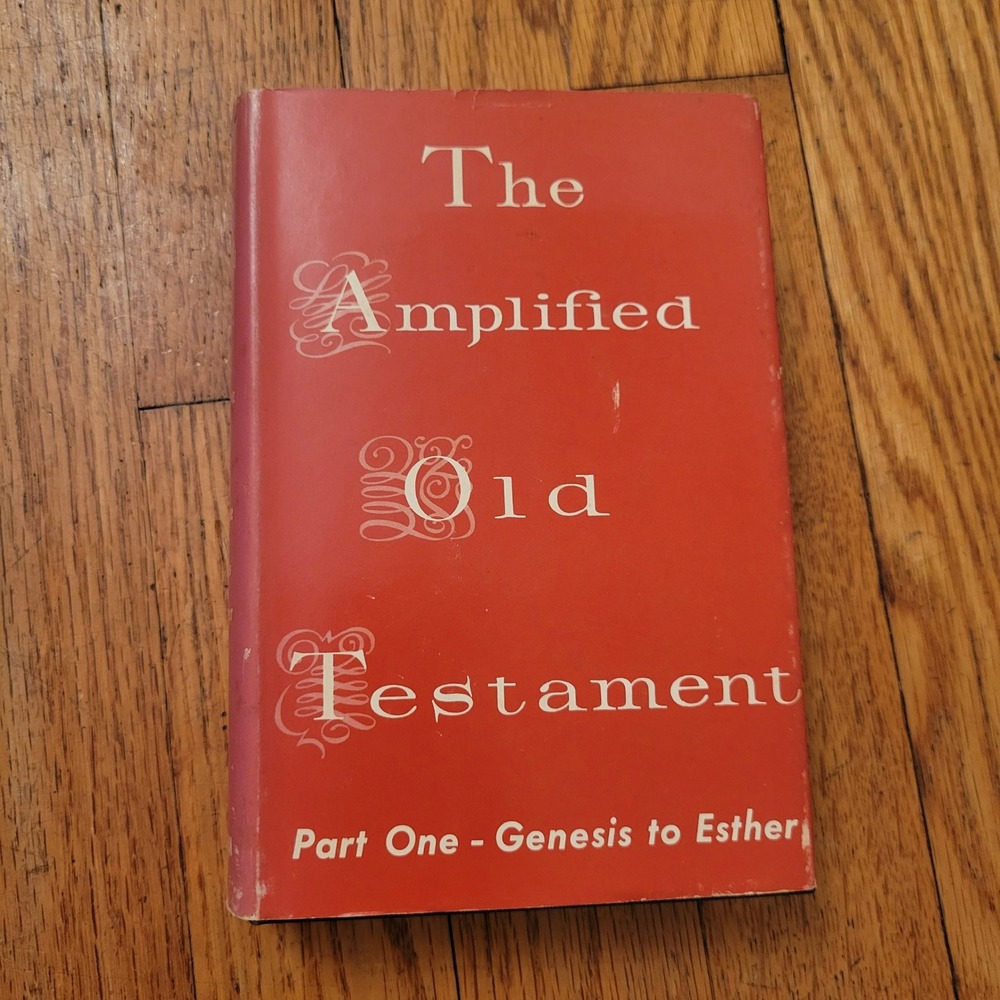 The
Amplified
Old
Testament
Part One - Genesis to Esther